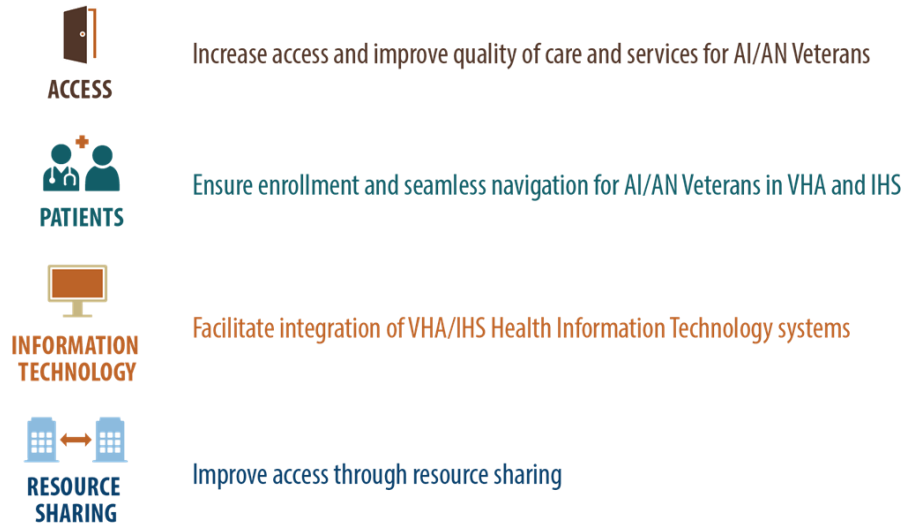 ACCESS
Increase access and improve quality of care and services for AI/AN Veterans
PATIENTS
Ensure enrollment and seamless navigation for AI/AN Veterans in VHA and IHS
INFORMATION
TECHNOLOGY
Facilitate integration of VHA/IHS Health Information Technology systems
RESOURCE
SHARING
Improve access through resource sharing